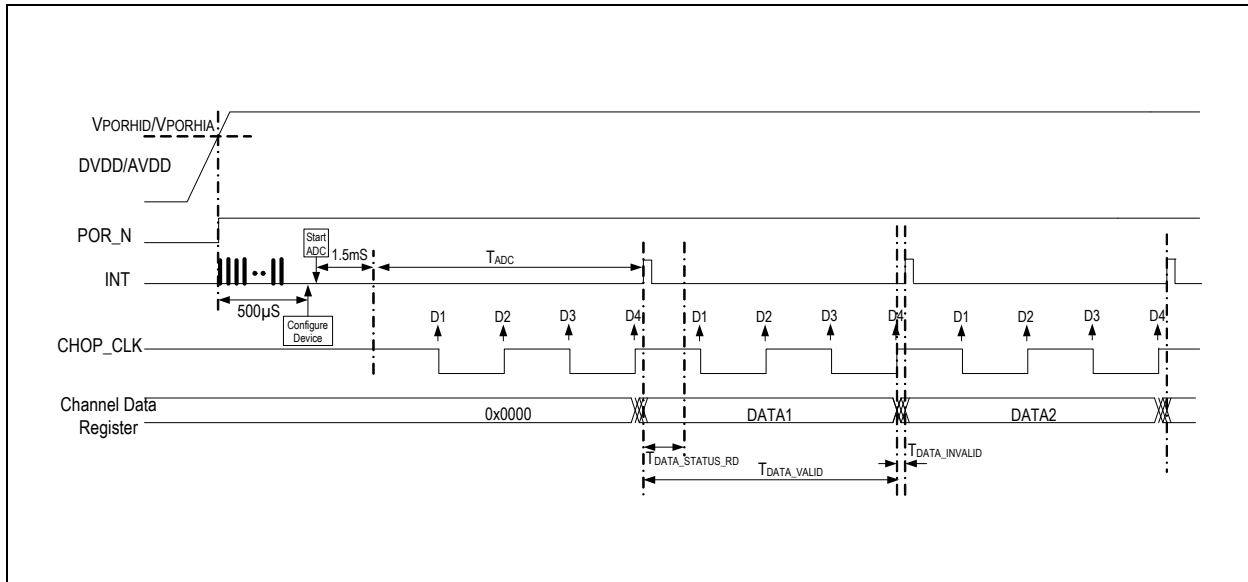 VPORHID/VPORHIA
DVDD/AVDD
POR_N
Start
ADC
1.5mS
TADC
INT
500µS
Configure
Device
D1 D2 D3 D4 D1 D2 D3 D4 D1 D2 D3 D4
CHOP_CLK
Channel Data
Register
0x0000 DATA1 DATA2
TDATA_STATUS_RD
TDATA_VALID
TDATA_INVALID